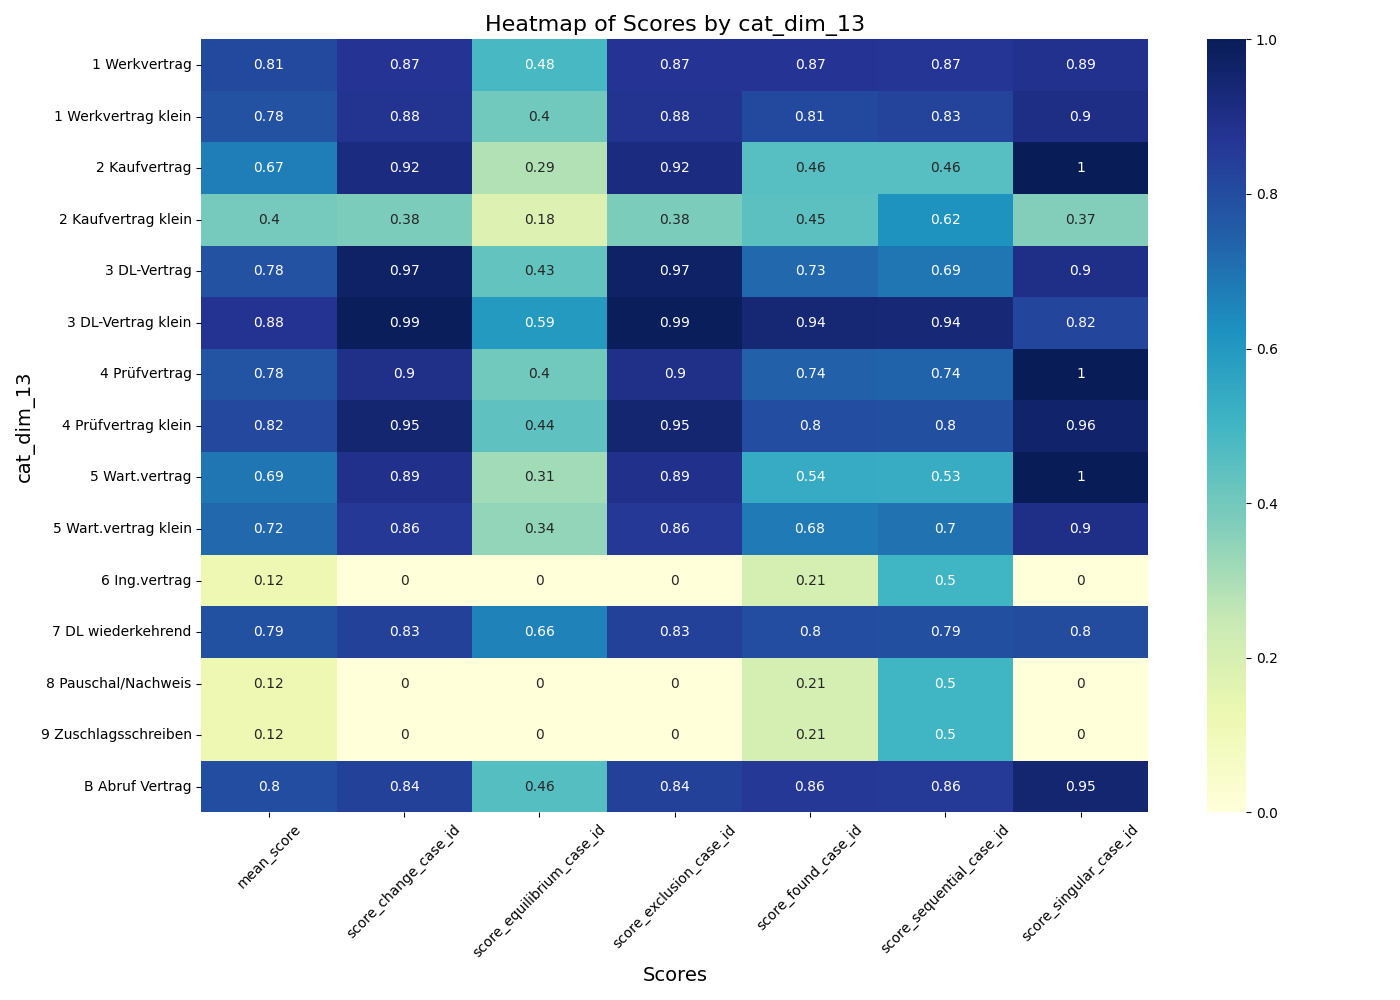 Heatmap of Scores by cat_dim_13
cat_dim_13
1 Werkvertrag 0.81 0.87 0.48 0.87 0.87 0.87 0.89
1 Werkvertrag klein 0.78 0.88 0.4 0.88 0.81 0.83 0.9
2 Kaufvertrag 0.67 0.92 0.29 0.92 0.46 0.46 1
2 Kaufvertrag klein 0.4 0.38 0.18 0.38 0.45 0.62 0.37
3 DL-Vertrag 0.78 0.97 0.43 0.97 0.73 0.69 0.9
3 DL-Vertrag klein 0.88 0.99 0.59 0.99 0.94 0.94 0.82
4 Prüfvertrag 0.78 0.9 0.4 0.9 0.74 0.74 1
4 Prüfvertrag klein 0.82 0.95 0.44 0.95 0.8 0.8 0.96
5 Wart.vertrag 0.69 0.89 0.31 0.89 0.54 0.53 1
5 Wart.vertrag klein 0.72 0.86 0.34 0.86 0.68 0.7 0.9
6 Ing.vertrag 0.12 0 0 0 0.21 0.5 0
7 DL wiederkehrend 0.79 0.83 0.66 0.83 0.8 0.79 0.8
8 Pauschal/Nachweis 0.12 0 0 0 0.21 0.5 0
9 Zuschlagsschreiben 0.12 0 0 0 0.21 0.5 0
B Abruf Vertrag 0.8 0.84 0.46 0.84 0.86 0.86 0.95
mean_score
score_change_case_id
score_equilibrium_case_id
score_exclusion_case_id
score_found_case_id
score_sequential_case_id
score_singular_case_id
Scores
1.0
0.8
0.6
0.4
0.2
0.0